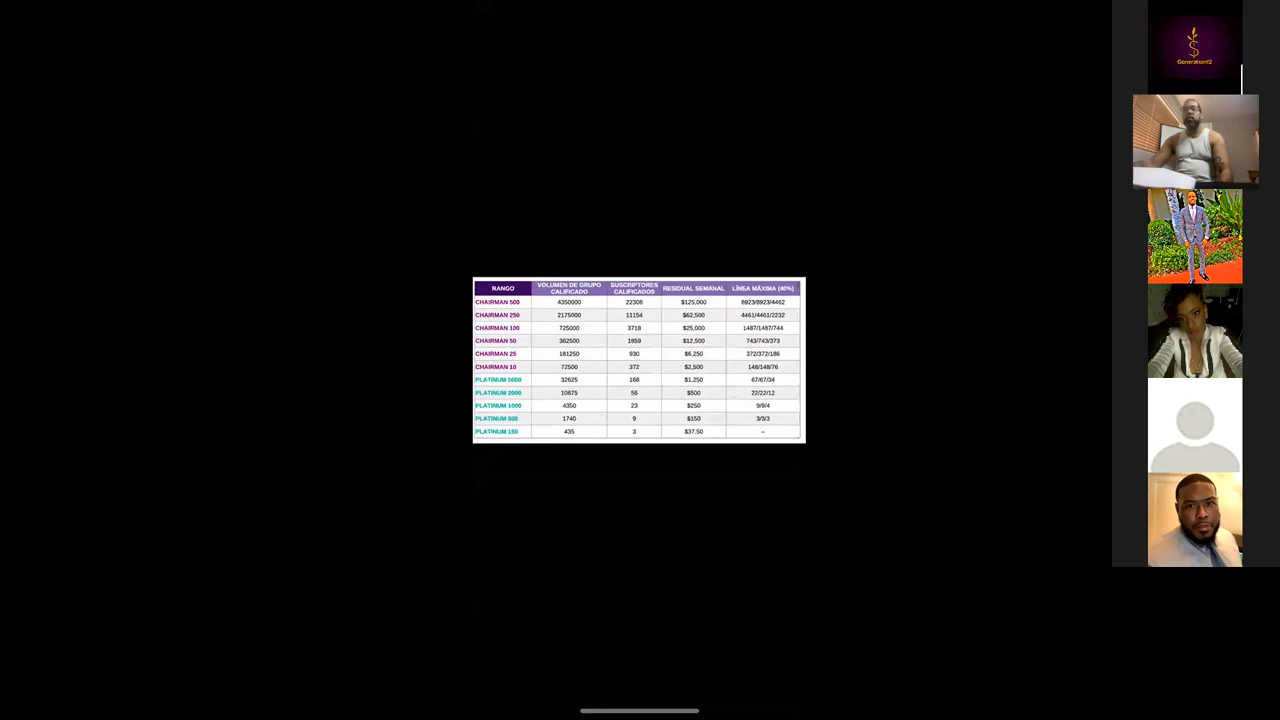 GenerationYZ
RANGO VOLUMEN DE GRUPO CALIFICADO SUSCRIPTORES CALIFICADOS RESIDUAL SEMANAL LÍNEA MÁXIMA (40%)
CHAIRMAN 500 4350000 22308 $125,000 8923/8923/4462
CHAIRMAN 250 2175000 11154 $62,500 4461/4461/2232
CHAIRMAN 100 725000 3718 $25,000 1487/1487/744
CHAIRMAN 50 362500 1859 $12,500 743/743/373
CHAIRMAN 25 181250 930 $6,250 372/372/186
CHAIRMAN 10 72500 372 $2,500 148/148/76
PLATINUM 5000 32625 168 $1,250 67/67/34
PLATINUM 2000 10875 56 $500 22/22/12
PLATINUM 1000 4350 23 $250 9/9/4
PLATINUM 600 1740 9 $150 3/3/3
PLATINUM 150 435 3 $37.50 –